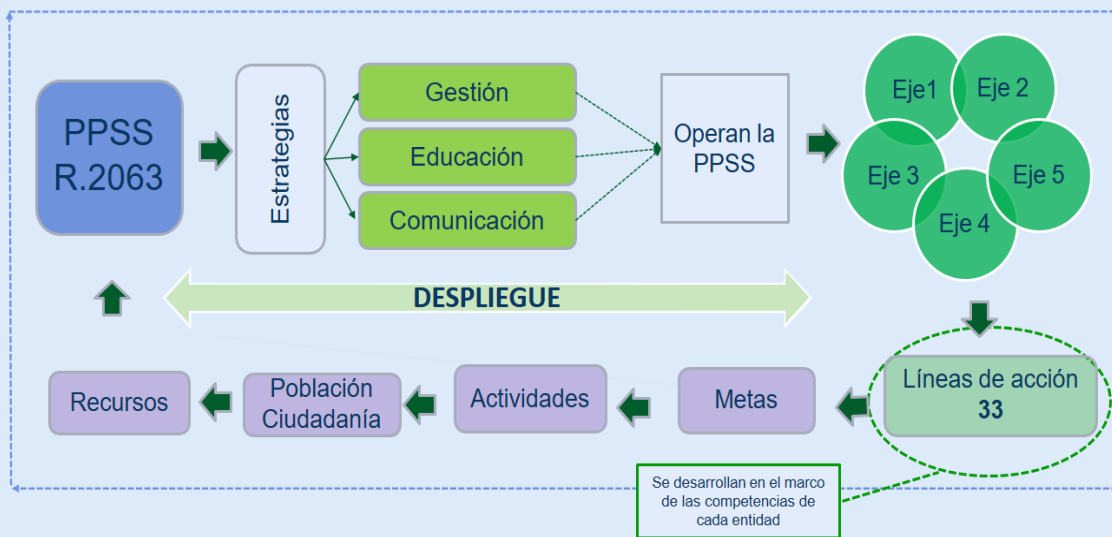 PPSS
R.2063
Estrategias
Gestión
Educación
Comunicación
Operan la
PPSS
Eje1
Eje 2
Eje 3
Eje 4
Eje 5
DESPLIEGUE
Líneas de acción
33
Metas
Actividades
Población
Ciudadanía
Recursos
Se desarrollan en el marco
de las competencias de
cada entidad